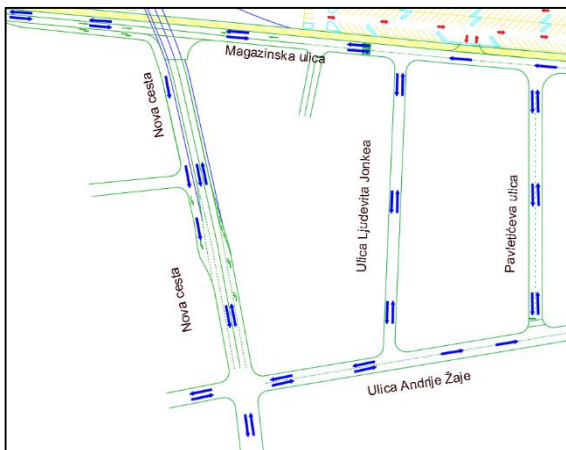 Magazinska ulica
Nova cesta
Ulica Ljudevita Jonkea
Pavletićeva ulica
Nova cesta
Ulica Andrije Žaje